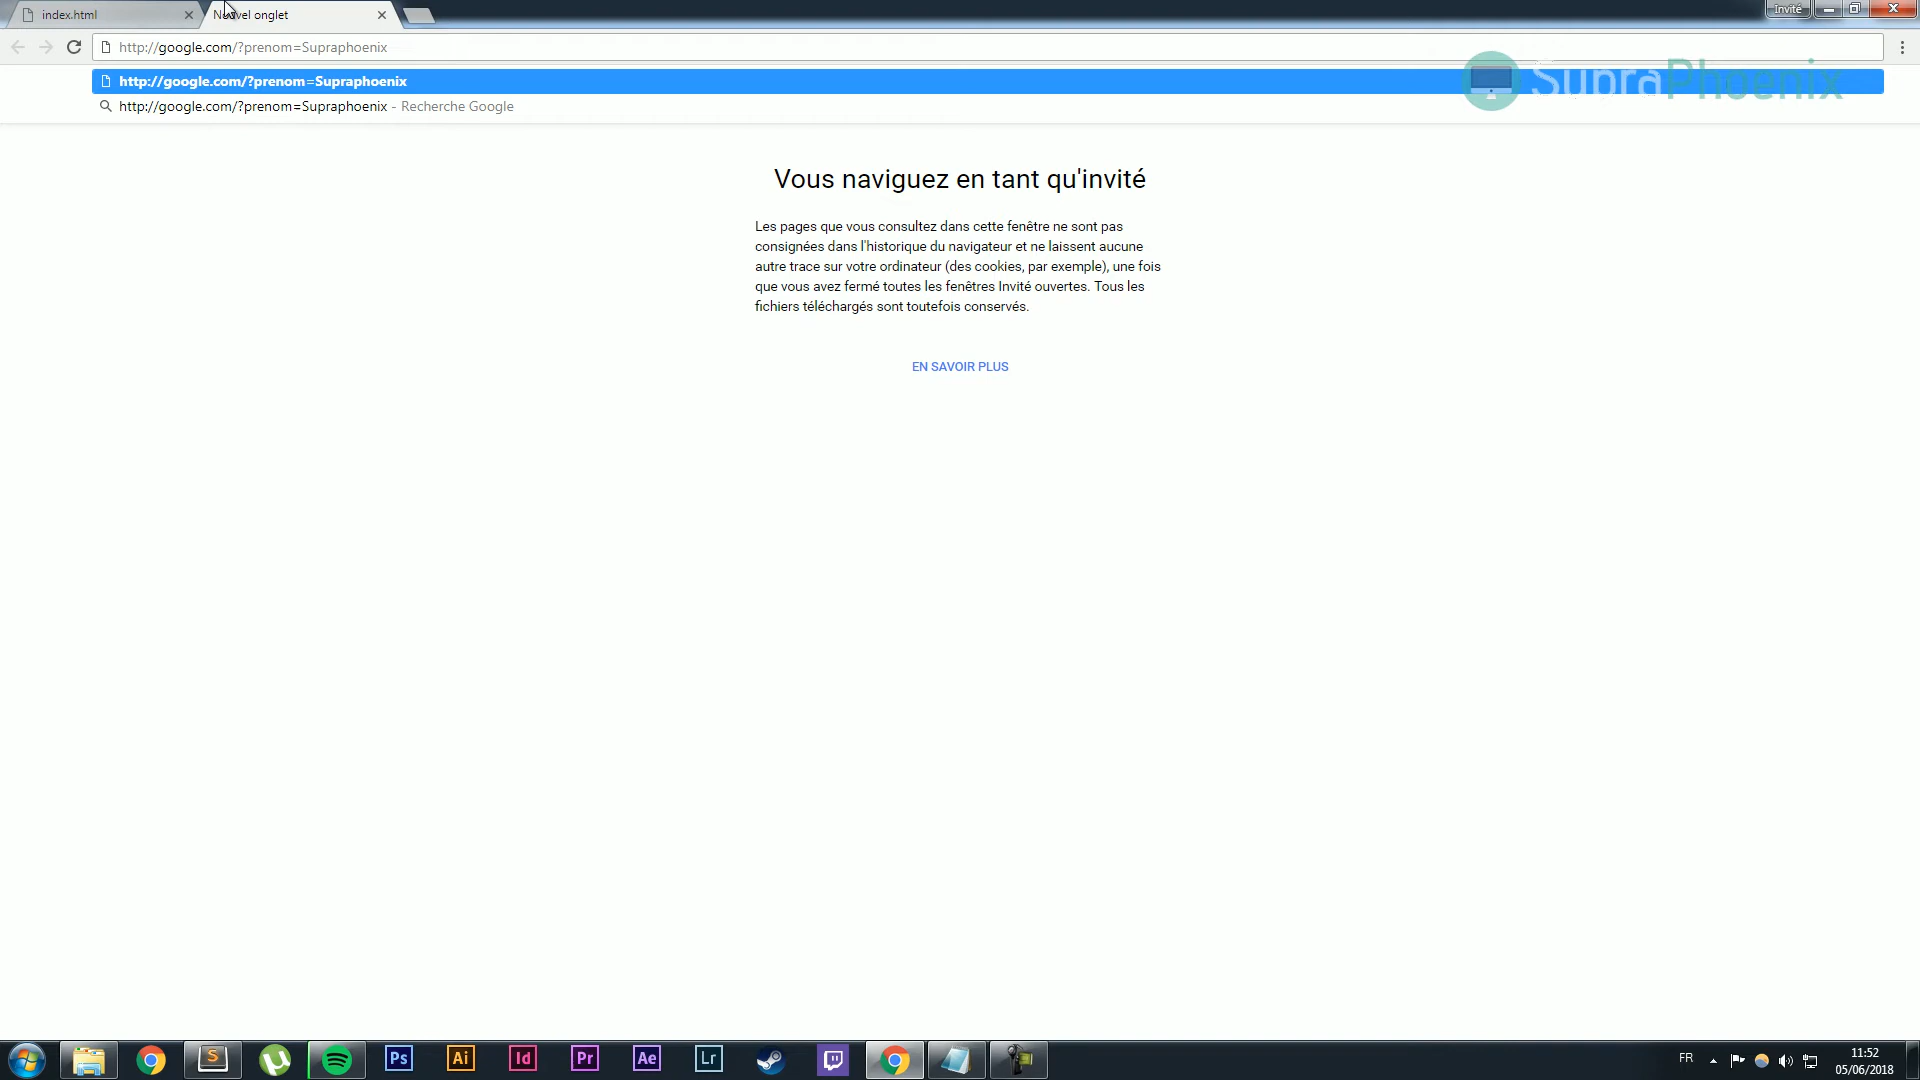 index.html
Nouvel onglet
Invité
http://google.com/?prenom=Supraphoenix
http://google.com/?prenom=Supraphoenix
SupraPhoenix
http://google.com/?prenom=Supraphoenix - Recherche Google
Vous naviguez en tant qu'invité
Les pages que vous consultez dans cette fenêtre ne sont pas
consignées dans l'historique du navigateur et ne laissent aucune
autre trace sur votre ordinateur (des cookies, par exemple), une fois
que vous avez fermé toutes les fenêtres Invité ouvertes. Tous les
fichiers téléchargés sont toutefois conservés.
EN SAVOIR PLUS
S
Ps
Ai
Id
Pr
Ae
Lr
FR
11:52
05/06/2018